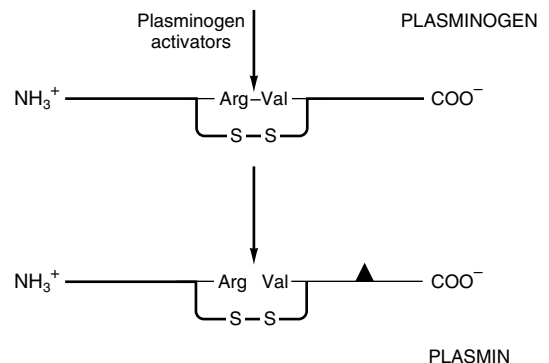 Plasminogen
activators
PLASMINOGEN
NH₃⁺ Arg–Val COO⁻
S S
NH₃⁺ Arg Val COO⁻
S S
PLASMIN